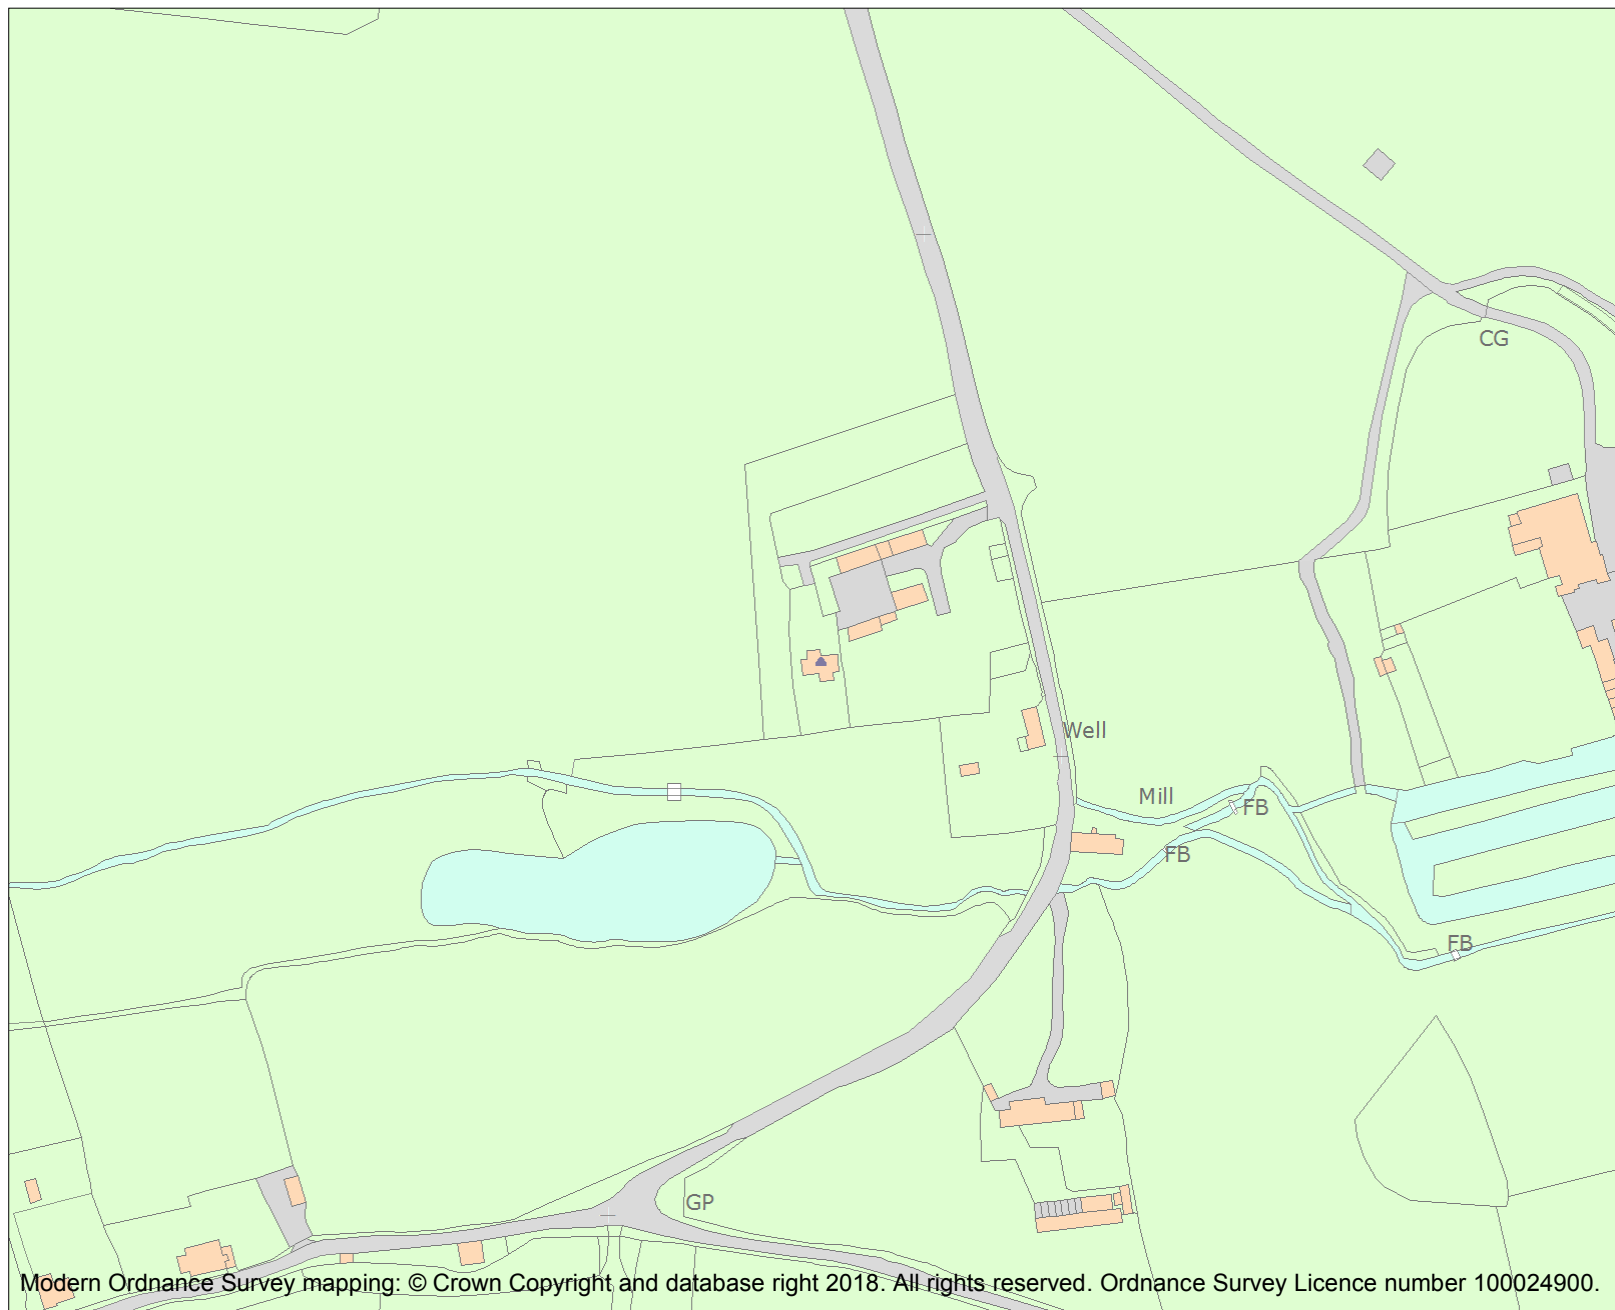 CG
Well
Mill
FB
FB
FB
GP
Modern Ordnance Survey mapping: © Crown Copyright and database right 2018. All rights reserved. Ordnance Survey Licence number 100024900.